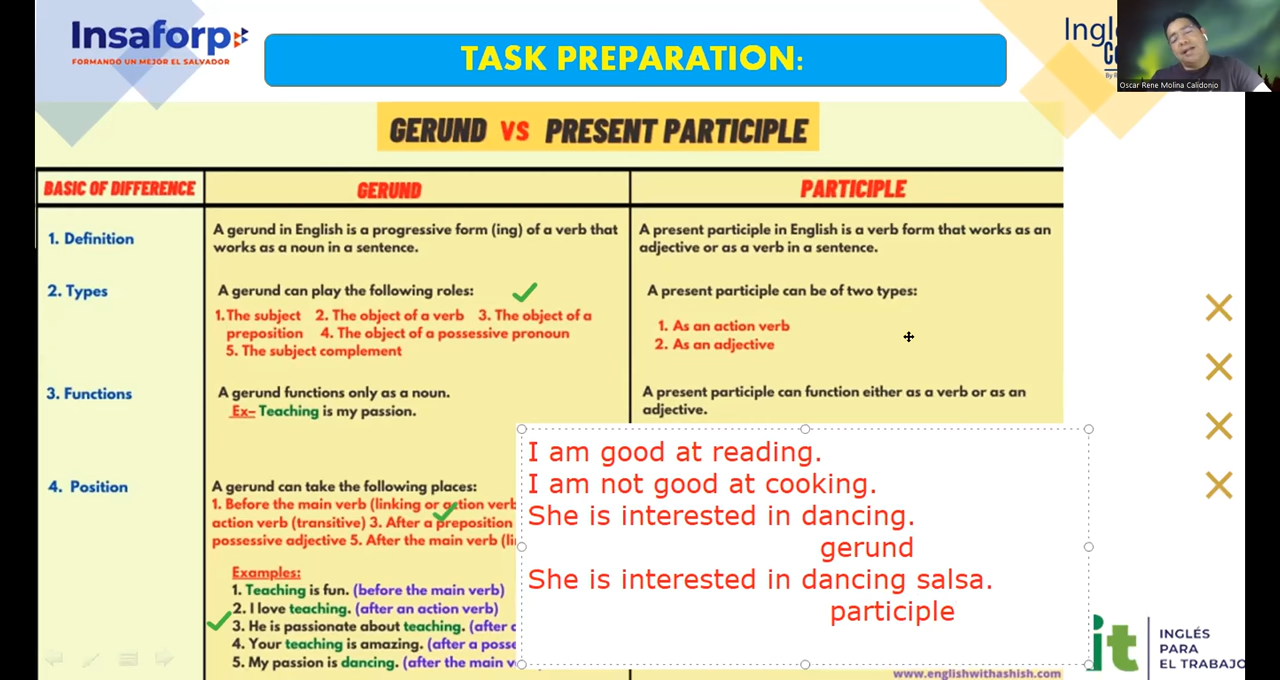 Insaforp
FORMANDO UN MEJOR EL SALVADOR
TASK PREPARATION:
Oscar Rene Molina Calidonio
GERUND VS PRESENT PARTICIPLE
BASIC OF DIFFERENCE
GERUND
PARTICIPLE
1. Definition
A gerund in English is a progressive form (ing) of a verb that
works as a noun in a sentence.
A present participle in English is a verb form that works as an
adjective or as a verb in a sentence.
2. Types
A gerund can play the following roles:
1.The subject 2. The object of a verb 3. The object of a
preposition 4. The object of a possessive pronoun
5. The subject complement
A present participle can be of two types:
1. As an action verb
2. As an adjective
3. Functions
A gerund functions only as a noun.
Ex– Teaching is my passion.
A present participle can function either as a verb or as an
adjective.
4. Position
A gerund can take the following places:
1. Before the main verb (linking or action verb
action verb (transitive) 3. After a preposition
possessive adjective 5. After the main verb (li
Examples:
1. Teaching is fun. (before the main verb)
2. I love teaching. (after an action verb)
3. He is passionate about teaching. (after
4. Your teaching is amazing. (after a posse
5. My passion is dancing. (after the main v
I am good at reading.
I am not good at cooking.
She is interested in dancing.
gerund
She is interested in dancing salsa.
participle
www.englishwithashish.com
it
INGLÉS
PARA
EL TRABAJO